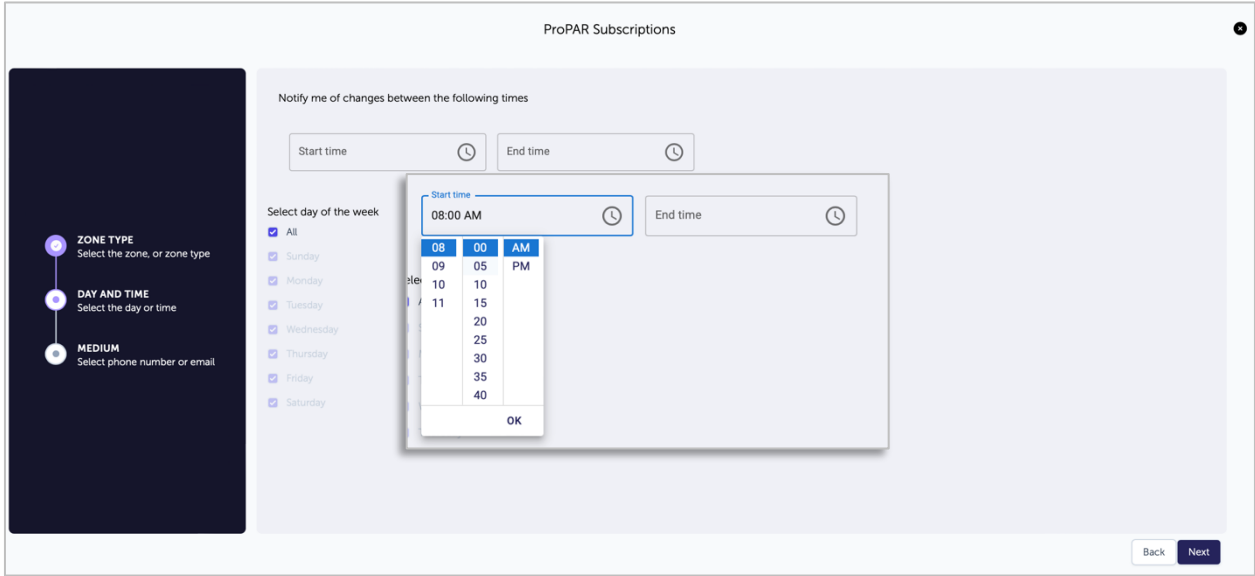 ProPAR Subscriptions
ZONE TYPE
Select the zone, or zone type
DAY AND TIME
Select the day or time
MEDIUM
Select phone number or email
Notify me of changes between the following times
Start time
End time
Select day of the week
All
Sunday
Monday
Tuesday
Wednesday
Thursday
Friday
Saturday
Start time
08:00 AM
End time
08 00 AM
09 05 PM
10 10
11 15
20
25
30
35
40
OK
Back
Next